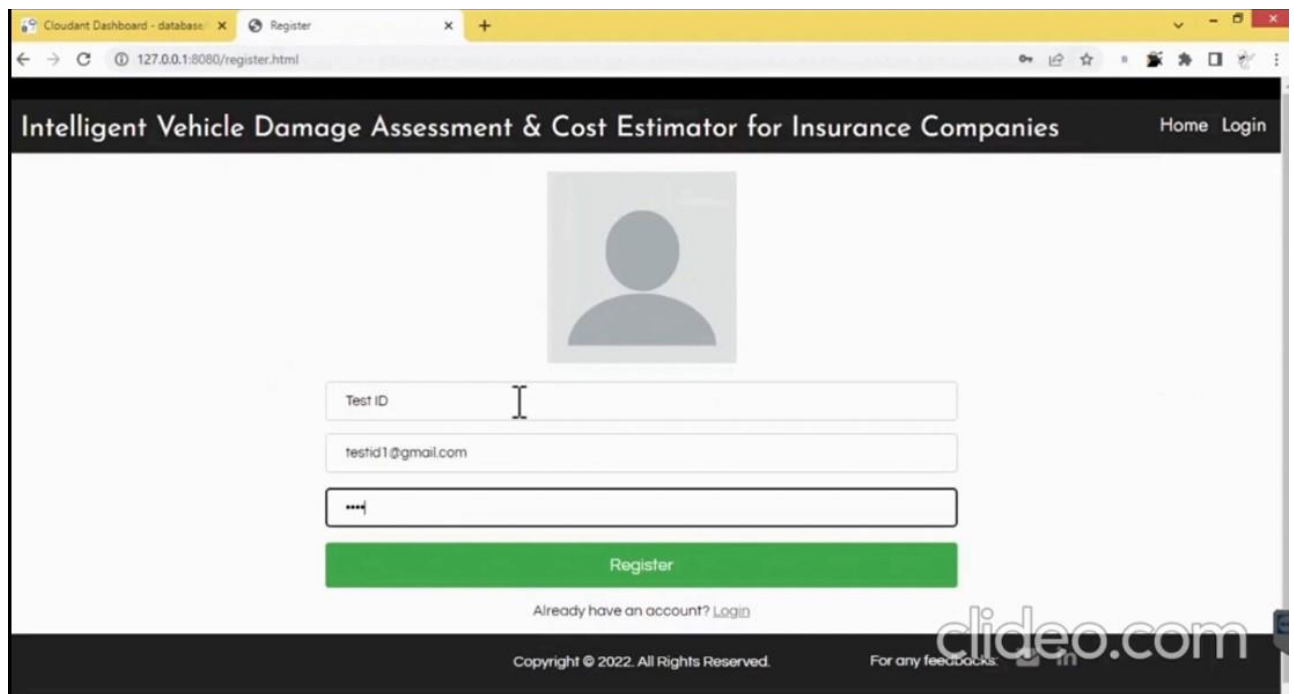 Cloudant Dashboard - database
Register
127.0.0.1:8080/register.html
Intelligent Vehicle Damage Assessment & Cost Estimator for Insurance Companies
Home Login
Test ID
testid1@gmail.com
••••
Register
Already have an account? Login
Copyright © 2022. All Rights Reserved.
For any feedbacks:
clideo.com